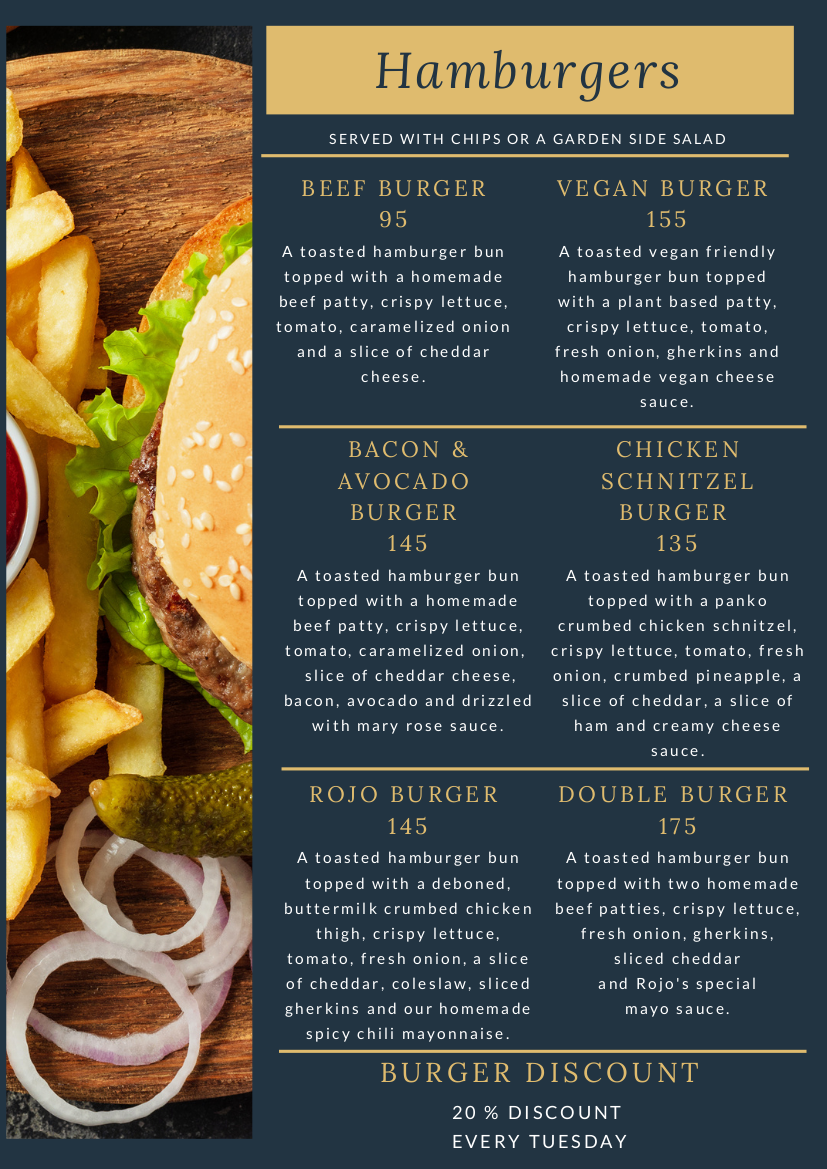 Hamburgers
SERVED WITH CHIPS OR A GARDEN SIDE SALAD
BEEF BURGER
95
A toasted hamburger bun
topped with a homemade
beef patty, crispy lettuce,
tomato, caramelized onion
and a slice of cheddar
cheese.
VEGAN BURGER
155
A toasted vegan friendly
hamburger bun topped
with a plant based patty,
crispy lettuce, tomato,
fresh onion, gherkins and
homemade vegan cheese
sauce.
BACON &
AVOCADO
BURGER
145
A toasted hamburger bun
topped with a homemade
beef patty, crispy lettuce,
tomato, caramelized onion,
slice of cheddar cheese,
bacon, avocado and drizzled
with mary rose sauce.
CHICKEN
SCHNITZEL
BURGER
135
A toasted hamburger bun
topped with a panko
crumbed chicken schnitzel,
crispy lettuce, tomato, fresh
onion, crumbed pineapple, a
slice of cheddar, a slice of
ham and creamy cheese
sauce.
ROJO BURGER
145
A toasted hamburger bun
topped with a deboned,
buttermilk crumbed chicken
thigh, crispy lettuce,
tomato, fresh onion, a slice
of cheddar, coleslaw, sliced
gherkins and our homemade
spicy chili mayonnaise.
DOUBLE BURGER
175
A toasted hamburger bun
topped with two homemade
beef patties, crispy lettuce,
fresh onion, gherkins,
sliced cheddar
and Rojo's special
mayo sauce.
BURGER DISCOUNT
20 % DISCOUNT
EVERY TUESDAY